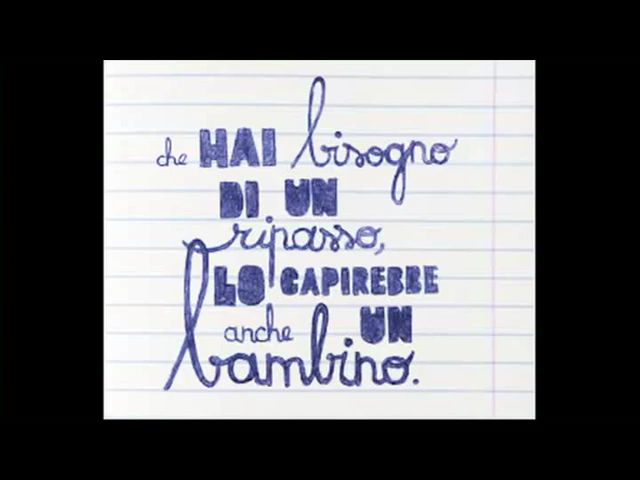 che HAI bisogno
DI UN
ripasso,
LO CAPIREBBE
anche UN
bambino.